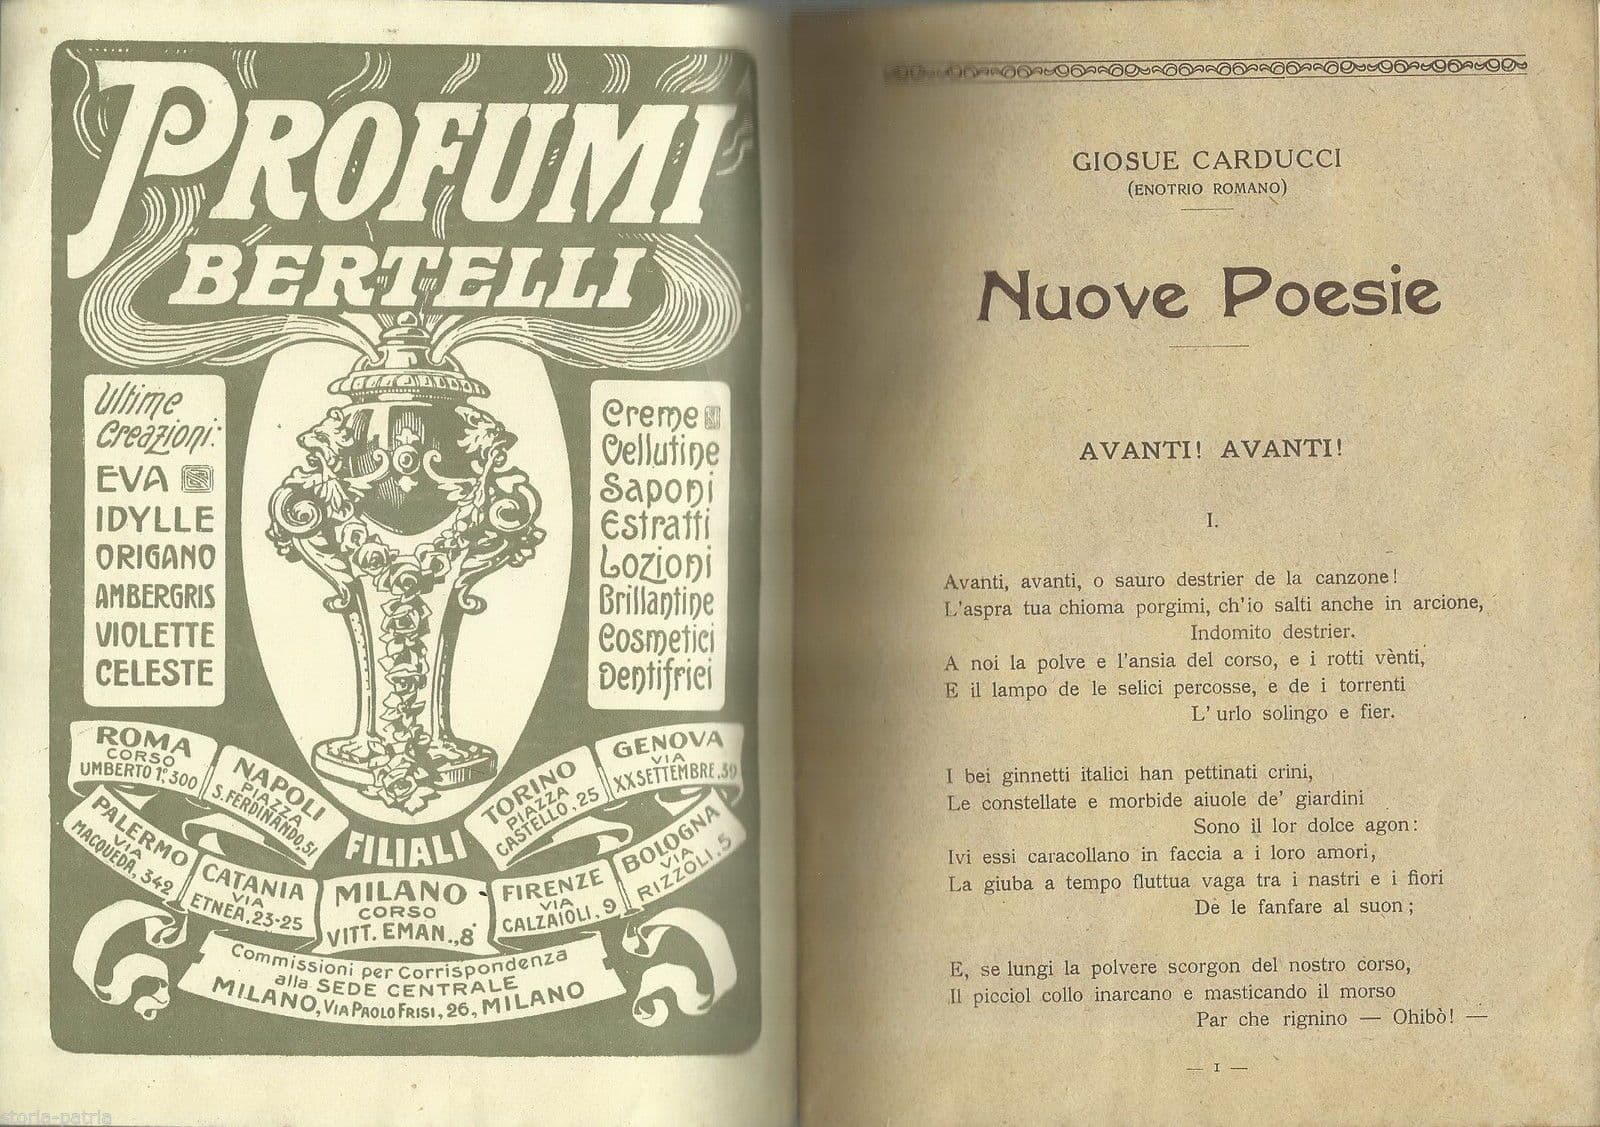 PROFUMI
BERTELLI
Ultime
Creazioni:
EVA
IDYLLE
ORIGANO
AMBERGRIS
VIOLETTE
CELESTE
Creme
Vellutine
Saponi
Estratti
Lozioni
Brillantine
Cosmetici
Dentifrici
ROMA
CORSO
UMBERTO 1º.300
NAPOLI
PIAZZA
S. FERDINANDO, 51
FILIALI
TORINO
PIAZZA
CASTELLO, 25
GENOVA
VIA
XX SETTEMBRE, 30
PALERMO
VIA
MACQUEDA, 342
CATANIA
VIA
ETNEA, 23-25
MILANO
CORSO
VITT. EMAN., 8
FIRENZE
VIA
CALZAIOLI, 9
BOLOGNA
VIA
RIZZOLI, 5
Commissioni per Corrispondenza
alla SEDE CENTRALE
MILANO, VIA PAOLO FRISI, 26, MILANO
storia-patria
GIOSUE CARDUCCI
(ENOTRIO ROMANO)
Nuove Poesie
AVANTI! AVANTI!
I.
Avanti, avanti, o sauro destrier de la canzone!
L'aspra tua chioma porgimi, ch'io salti anche in arcione,
Indomito destrier.
A noi la polve e l'ansia del corso, e i rotti vènti,
E il lampo de le selici percosse, e de i torrenti
L' urlo solingo e fier.
I bei ginnetti italici han pettinati crini,
Le constellate e morbide aiuole de' giardini
Sono il lor dolce agon:
Ivi essi caracollano in faccia a i loro amori,
La giuba a tempo fluttua vaga tra i nastri e i fiori
De le fanfare al suon;
E, se lungi la polvere scorgon del nostro corso,
Il picciol collo inarcano e masticando il morso
Par che rignino — Ohibò! —
— 1 —